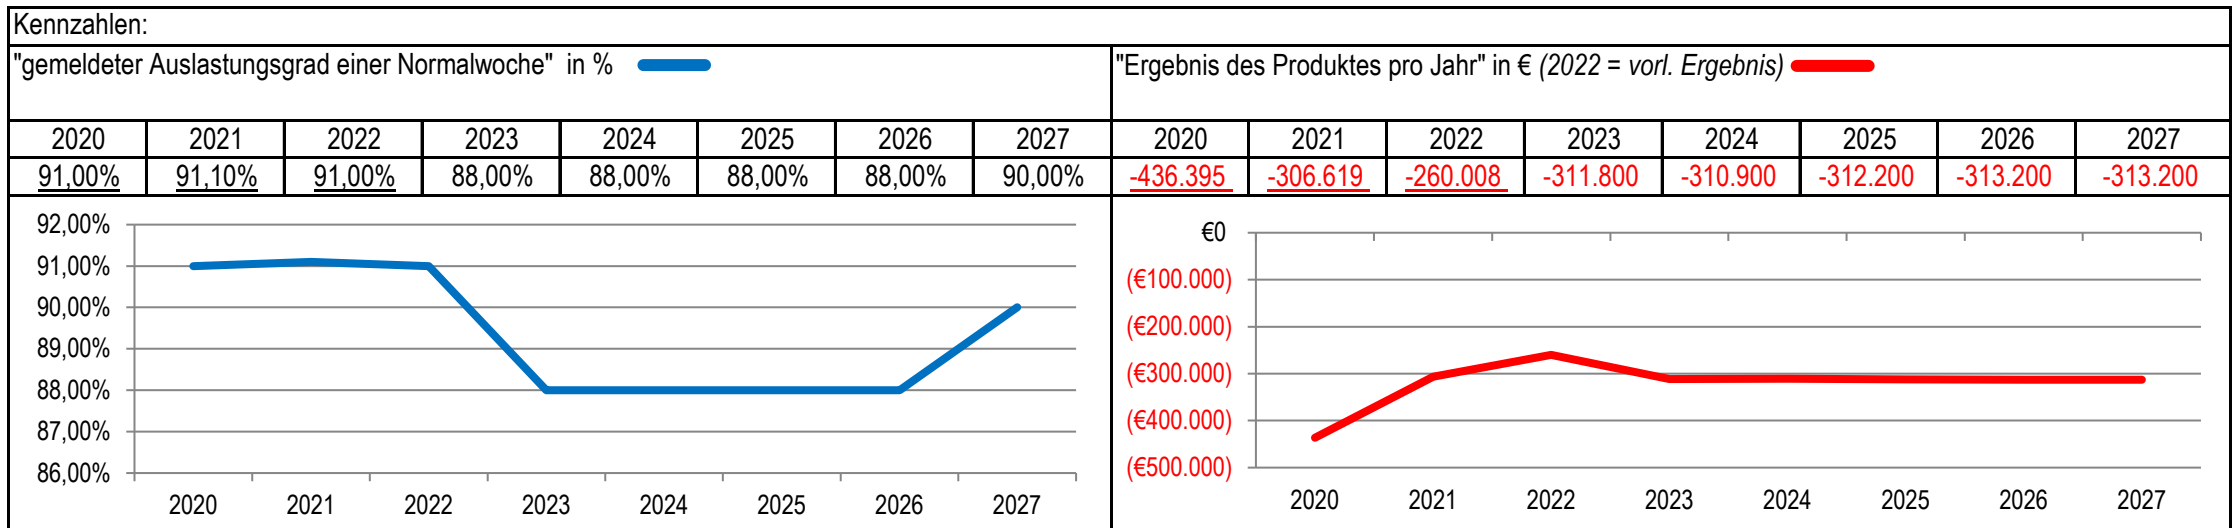 Kennzahlen:
"gemeldeter Auslastungsgrad einer Normalwoche" in %
"Ergebnis des Produktes pro Jahr" in € (2022 = vorl. Ergebnis)
2020 2021 2022 2023 2024 2025 2026 2027 2020 2021 2022 2023 2024 2025 2026 2027
91,00% 91,10% 91,00% 88,00% 88,00% 88,00% 88,00% 90,00% -436.395 -306.619 -260.008 -311.800 -310.900 -312.200 -313.200 -313.200
92,00%
91,00%
90,00%
89,00%
88,00%
87,00%
86,00%
2020 2021 2022 2023 2024 2025 2026 2027
€0
(€100.000)
(€200.000)
(€300.000)
(€400.000)
(€500.000)
2020 2021 2022 2023 2024 2025 2026 2027